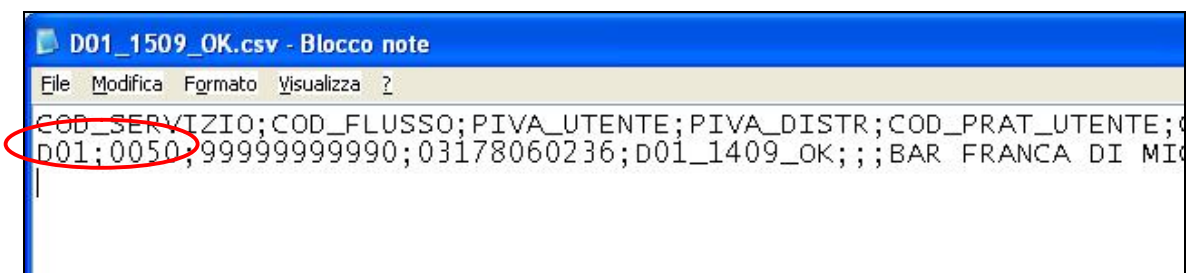 D01_1509_OK.csv - Blocco note
File Modifica Formato Visualizza ?
COD_SERVIZIO;COD_FLUSSO;PIVA_UTENTE;PIVA_DISTR;COD_PRAT_UTENTE;
D01;0050;99999999990;03178060236;D01_1409_OK;;;BAR FRANCA DI